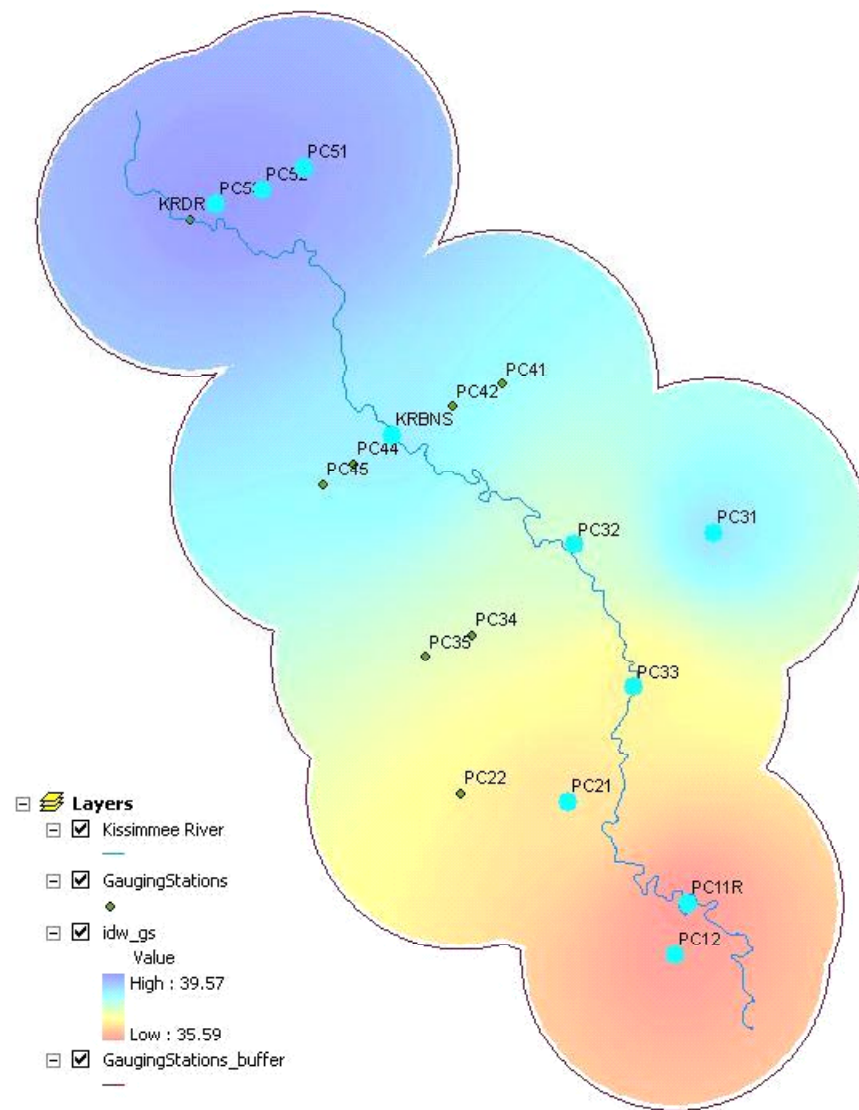 PC51
PC52
PC53
KRDR
PC41
PC42
KRBNS
PC44
PC45
PC31
PC32
PC34
PC35
PC33
PC22
PC21
PC11R
PC12
Layers
Kissimmee River
GaugingStations
idw_gs
Value
High : 39.57
Low : 35.59
GaugingStations_buffer